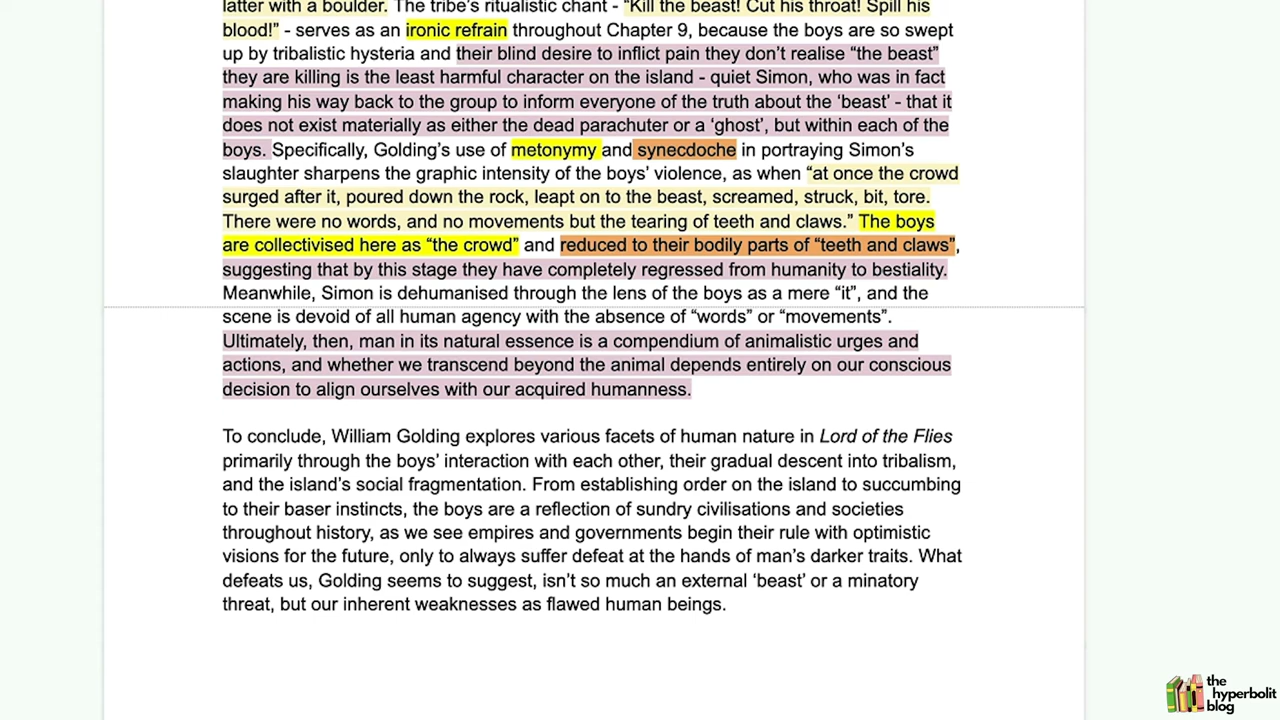 latter with a boulder. The tribe’s ritualistic chant - “Kill the beast! Cut his throat! Spill his
blood!” - serves as an ironic refrain throughout Chapter 9, because the boys are so swept
up by tribalistic hysteria and their blind desire to inflict pain they don’t realise “the beast”
they are killing is the least harmful character on the island - quiet Simon, who was in fact
making his way back to the group to inform everyone of the truth about the ‘beast’ - that it
does not exist materially as either the dead parachuter or a ‘ghost’, but within each of the
boys. Specifically, Golding’s use of metonymy and synecdoche in portraying Simon’s
slaughter sharpens the graphic intensity of the boys’ violence, as when “at once the crowd
surged after it, poured down the rock, leapt on to the beast, screamed, struck, bit, tore.
There were no words, and no movements but the tearing of teeth and claws.” The boys
are collectivised here as “the crowd” and reduced to their bodily parts of “teeth and claws”,
suggesting that by this stage they have completely regressed from humanity to bestiality.
Meanwhile, Simon is dehumanised through the lens of the boys as a mere “it”, and the
scene is devoid of all human agency with the absence of “words” or “movements”.
Ultimately, then, man in its natural essence is a compendium of animalistic urges and
actions, and whether we transcend beyond the animal depends entirely on our conscious
decision to align ourselves with our acquired humanness.
To conclude, William Golding explores various facets of human nature in Lord of the Flies
primarily through the boys’ interaction with each other, their gradual descent into tribalism,
and the island’s social fragmentation. From establishing order on the island to succumbing
to their baser instincts, the boys are a reflection of sundry civilisations and societies
throughout history, as we see empires and governments begin their rule with optimistic
visions for the future, only to always suffer defeat at the hands of man’s darker traits. What
defeats us, Golding seems to suggest, isn’t so much an external ‘beast’ or a minatory
threat, but our inherent weaknesses as flawed human beings.
the
hyperbolit
blog